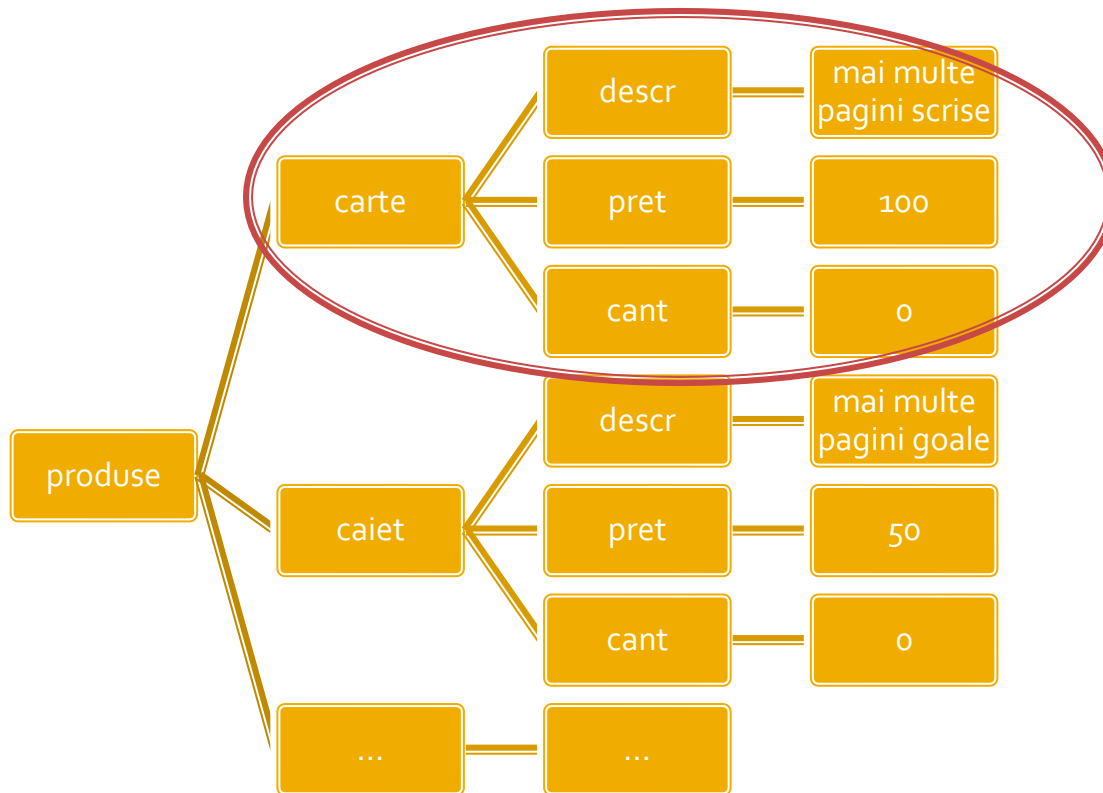 produse
carte
descr
mai multe
pagini scrise
pret
100
cant
0
caiet
descr
mai multe
pagini goale
pret
50
cant
0
...
...